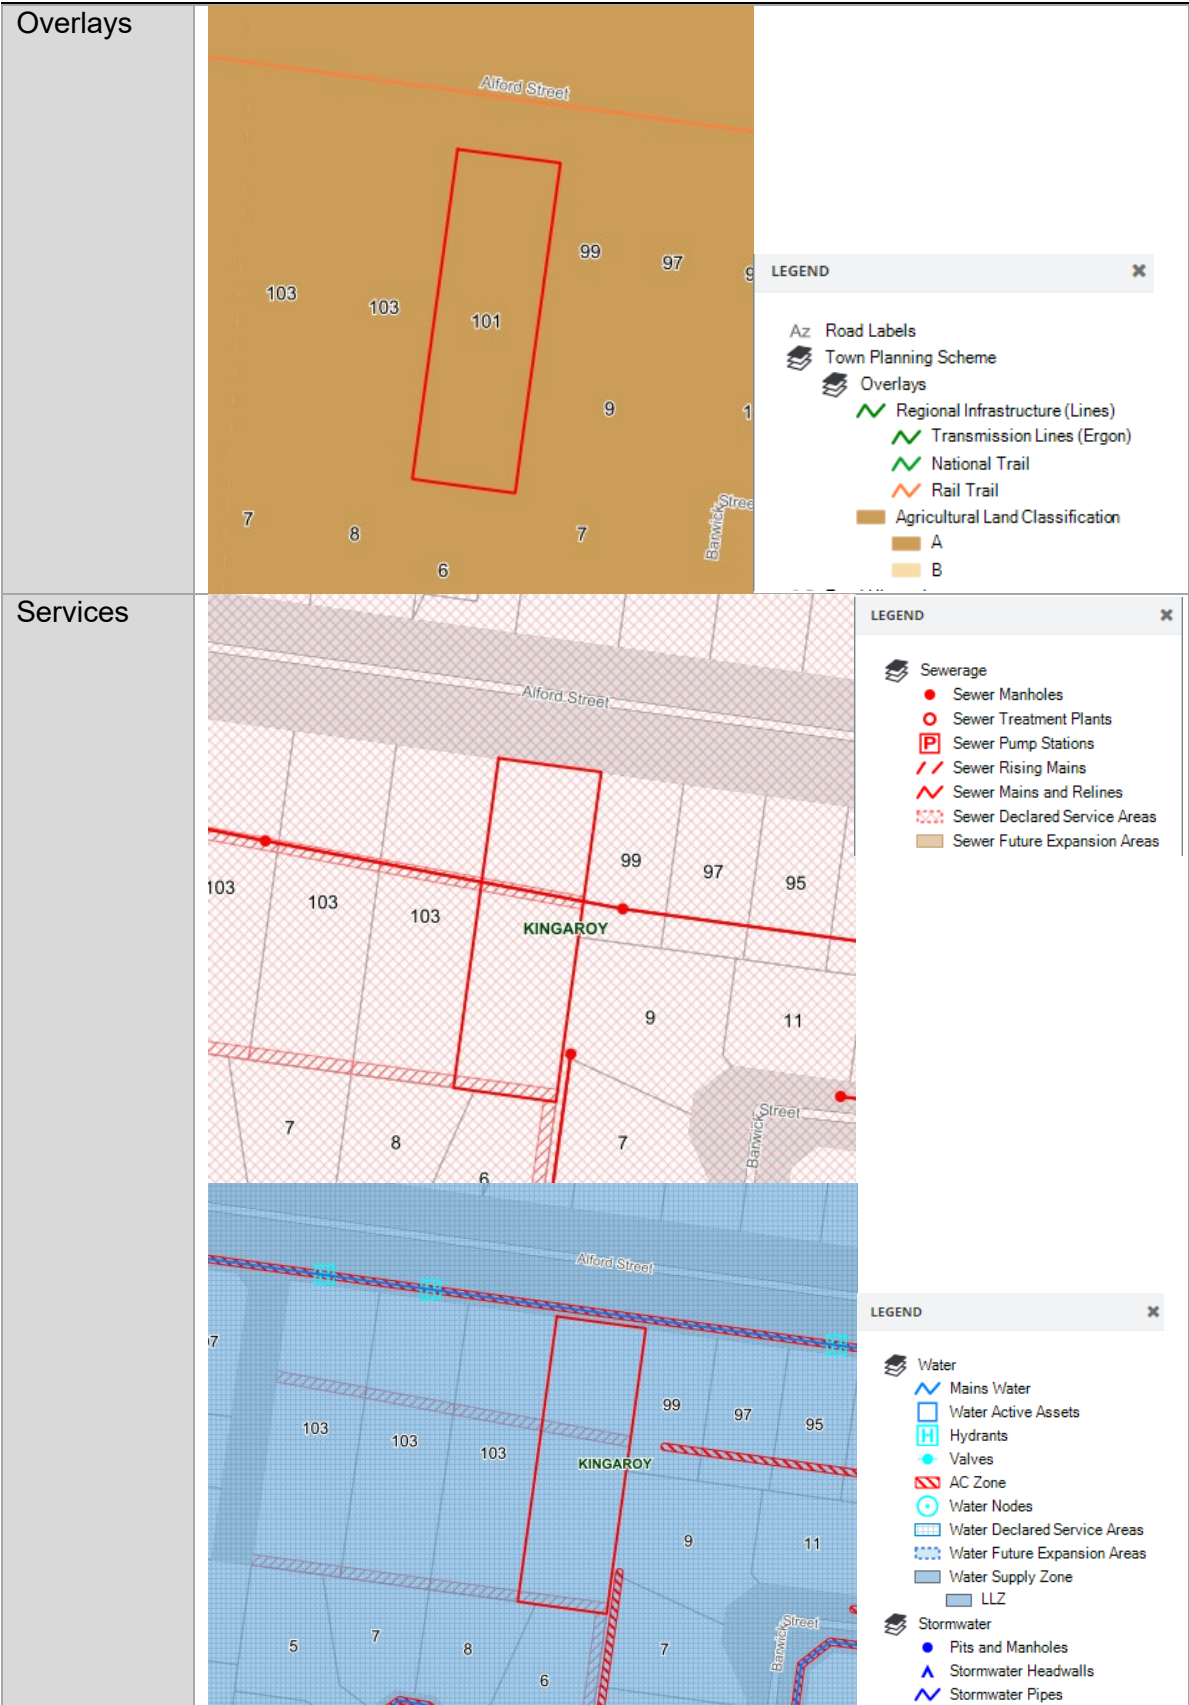 Overlays
Alford Street
99
97
9
103
103
101
9
1
7
8
6
7
Barwick
Stree
LEGEND
Az Road Labels
Town Planning Scheme
Overlays
Regional Infrastructure (Lines)
Transmission Lines (Ergon)
National Trail
Rail Trail
Agricultural Land Classification
A
B
Services
Alford Street
99
97
95
103
103
103
KINGAROY
9
11
7
8
6
7
Barwick
Street
LEGEND
Sewerage
Sewer Manholes
Sewer Treatment Plants
P Sewer Pump Stations
Sewer Rising Mains
Sewer Mains and Relines
Sewer Declared Service Areas
Sewer Future Expansion Areas
Alford Street
H
H
H
7
99
97
95
103
103
103
KINGAROY
9
11
5
7
8
6
7
Barwick
Street
LEGEND
Water
Mains Water
Water Active Assets
H Hydrants
Valves
AC Zone
Water Nodes
Water Declared Service Areas
Water Future Expansion Areas
Water Supply Zone
LLZ
Stormwater
Pits and Manholes
Stormwater Headwalls
Stormwater Pipes